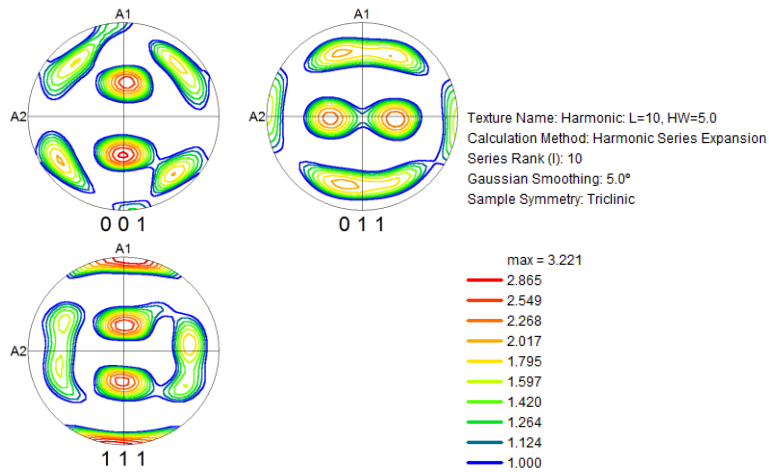 A1
A2
0 0 1
A1
A2
0 1 1
Texture Name: Harmonic: L=10, HW=5.0
Calculation Method: Harmonic Series Expansion
Series Rank (l): 10
Gaussian Smoothing: 5.0º
Sample Symmetry: Triclinic
A1
A2
1 1 1
max = 3.221
2.865
2.549
2.268
2.017
1.795
1.597
1.420
1.264
1.124
1.000